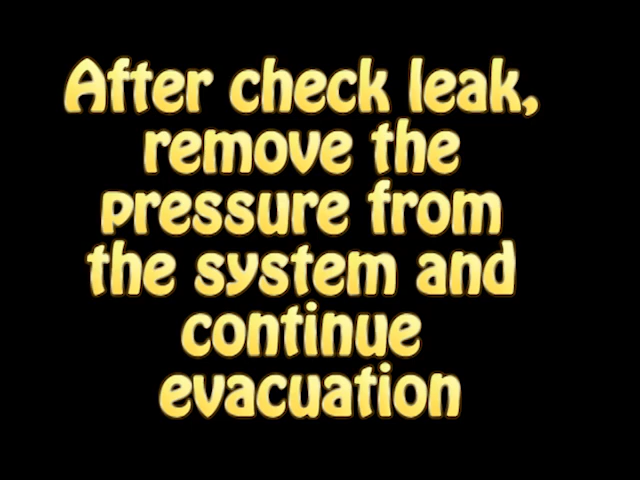 After check leak,
remove the
pressure from
the system and
continue
evacuation